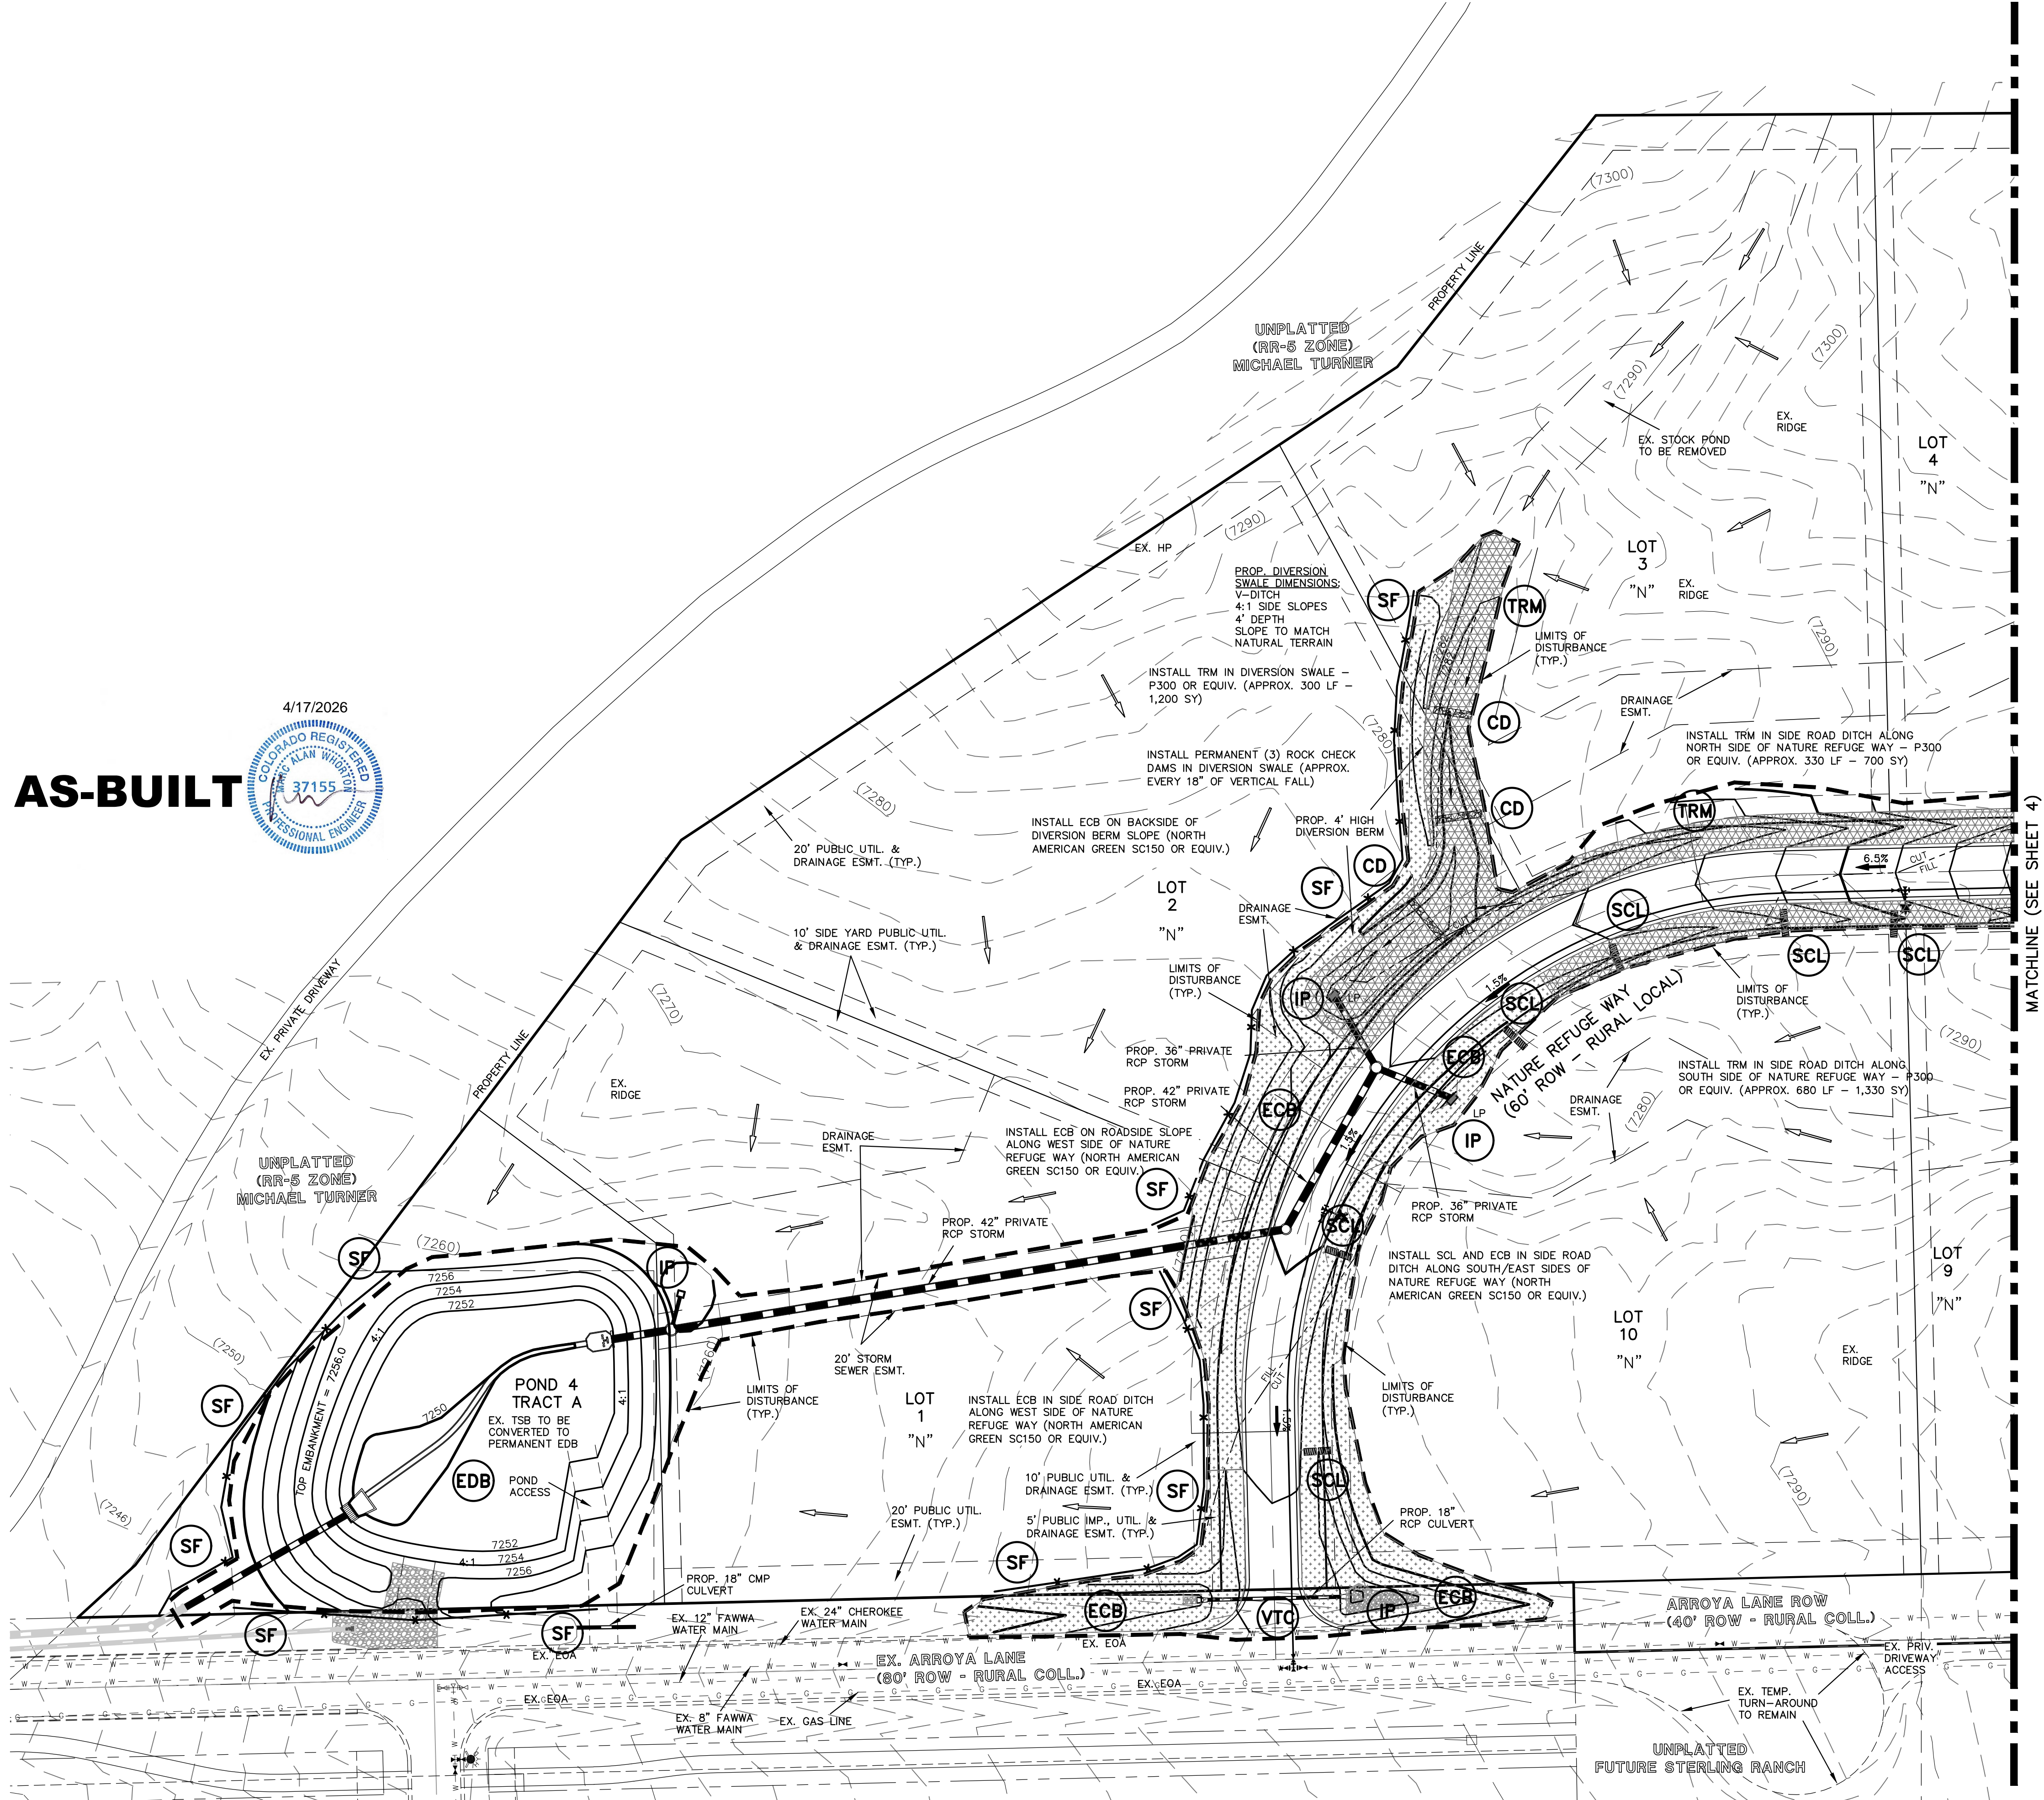 (7300)
PROPERTY LINE
UNPLATTED
(RR-5 ZONE)
MICHAEL TURNER
(7300)
(7290)
EX. STOCK POND
TO BE REMOVED
EX.
RIDGE
LOT
4
"N"
(7290)
EX. HP
LOT
3
"N"
EX.
RIDGE
PROP. DIVERSION
SWALE DIMENSIONS:
V-DITCH
4:1 SIDE SLOPES
4' DEPTH
SLOPE TO MATCH
NATURAL TERRAIN
SF
TRM
LIMITS OF
DISTURBANCE
(TYP.)
(7290)
7282
INSTALL TRM IN DIVERSION SWALE –
P300 OR EQUIV. (APPROX. 300 LF –
1,200 SY)
DRAINAGE
ESMT.
CD
(7280)
4/17/2026
AS-BUILT
COLORADO REGISTERED
MARC ALAN WHORTON
37155
PROFESSIONAL ENGINEER
INSTALL TRM IN SIDE ROAD DITCH ALONG
NORTH SIDE OF NATURE REFUGE WAY – P300
OR EQUIV. (APPROX. 330 LF – 700 SY)
INSTALL PERMANENT (3) ROCK CHECK
DAMS IN DIVERSION SWALE (APPROX.
EVERY 18" OF VERTICAL FALL)
(7280)
CD
TRM
PROP. 4' HIGH
DIVERSION BERM
INSTALL ECB ON BACKSIDE OF
DIVERSION BERM SLOPE (NORTH
AMERICAN GREEN SC150 OR EQUIV.)
20' PUBLIC UTIL. &
DRAINAGE ESMT. (TYP.)
CD
SF
6.5%
CUT
FILL
MATCHLINE (SEE SHEET 4)
LOT
2
"N"
DRAINAGE
ESMT.
CUT
SCL
SCL
SCL
10' SIDE YARD PUBLIC UTIL.
& DRAINAGE ESMT. (TYP.)
LIMITS OF
DISTURBANCE
(TYP.)
IP
LP
1.5%
SCL
LIMITS OF
DISTURBANCE
(TYP.)
NATURE REFUGE WAY
(60' ROW – RURAL LOCAL)
(7290)
EX. PRIVATE DRIVEWAY
(7270)
PROPERTY LINE
PROP. 36" PRIVATE
RCP STORM
ECB
INSTALL TRM IN SIDE ROAD DITCH ALONG
SOUTH SIDE OF NATURE REFUGE WAY – P300
OR EQUIV. (APPROX. 680 LF – 1,330 SY)
EX.
RIDGE
PROP. 42" PRIVATE
RCP STORM
ECB
DRAINAGE
ESMT.
(7280)
LP
IP
INSTALL ECB ON ROADSIDE SLOPE
ALONG WEST SIDE OF NATURE
REFUGE WAY (NORTH AMERICAN
GREEN SC150 OR EQUIV.)
DRAINAGE
ESMT.
1.5%
UNPLATTED
(RR-5 ZONE)
MICHAEL TURNER
SF
PROP. 36" PRIVATE
RCP STORM
PROP. 42" PRIVATE
RCP STORM
SCL
SF
(7260)
IP
7256
7254
7252
INSTALL SCL AND ECB IN SIDE ROAD
DITCH ALONG SOUTH/EAST SIDES OF
NATURE REFUGE WAY (NORTH
AMERICAN GREEN SC150 OR EQUIV.)
LOT
9
"N"
SF
LOT
10
"N"
4:1
(7250)
(7260)
20' STORM
SEWER ESMT.
EX.
RIDGE
TOP EMBANKMENT = 7256.0
POND 4
TRACT A
EX. TSB TO BE
CONVERTED TO
PERMANENT EDB
4:1
7250
LIMITS OF
DISTURBANCE
(TYP.)
LOT
1
"N"
INSTALL ECB IN SIDE ROAD DITCH
ALONG WEST SIDE OF NATURE
REFUGE WAY (NORTH AMERICAN
GREEN SC150 OR EQUIV.)
FILL
CUT
1.5%
LIMITS OF
DISTURBANCE
(TYP.)
SF
EDB
POND
ACCESS
10' PUBLIC UTIL. &
DRAINAGE ESMT. (TYP.)
SF
SCL
(7290)
(7246)
20' PUBLIC UTIL.
ESMT. (TYP.)
5' PUBLIC IMP., UTIL. &
DRAINAGE ESMT. (TYP.)
PROP. 18"
RCP CULVERT
SF
7252
7254
7256
4:1
SF
PROP. 18" CMP
CULVERT
ECB
VTC
IP
ECB
ARROYA LANE ROW
(40' ROW - RURAL COLL.)
SF
SF
EX. 12" FAWWA
WATER MAIN
EX. 24" CHEROKEE
WATER MAIN
EX. EOA
EX. EOA
EX. ARROYA LANE
(80' ROW - RURAL COLL.)
EX. PRIV.
DRIVEWAY
ACCESS
EX. EOA
EX. EOA
EX. 8" FAWWA
WATER MAIN
EX. GAS LINE
EX. TEMP.
TURN-AROUND
TO REMAIN
UNPLATTED
FUTURE STERLING RANCH